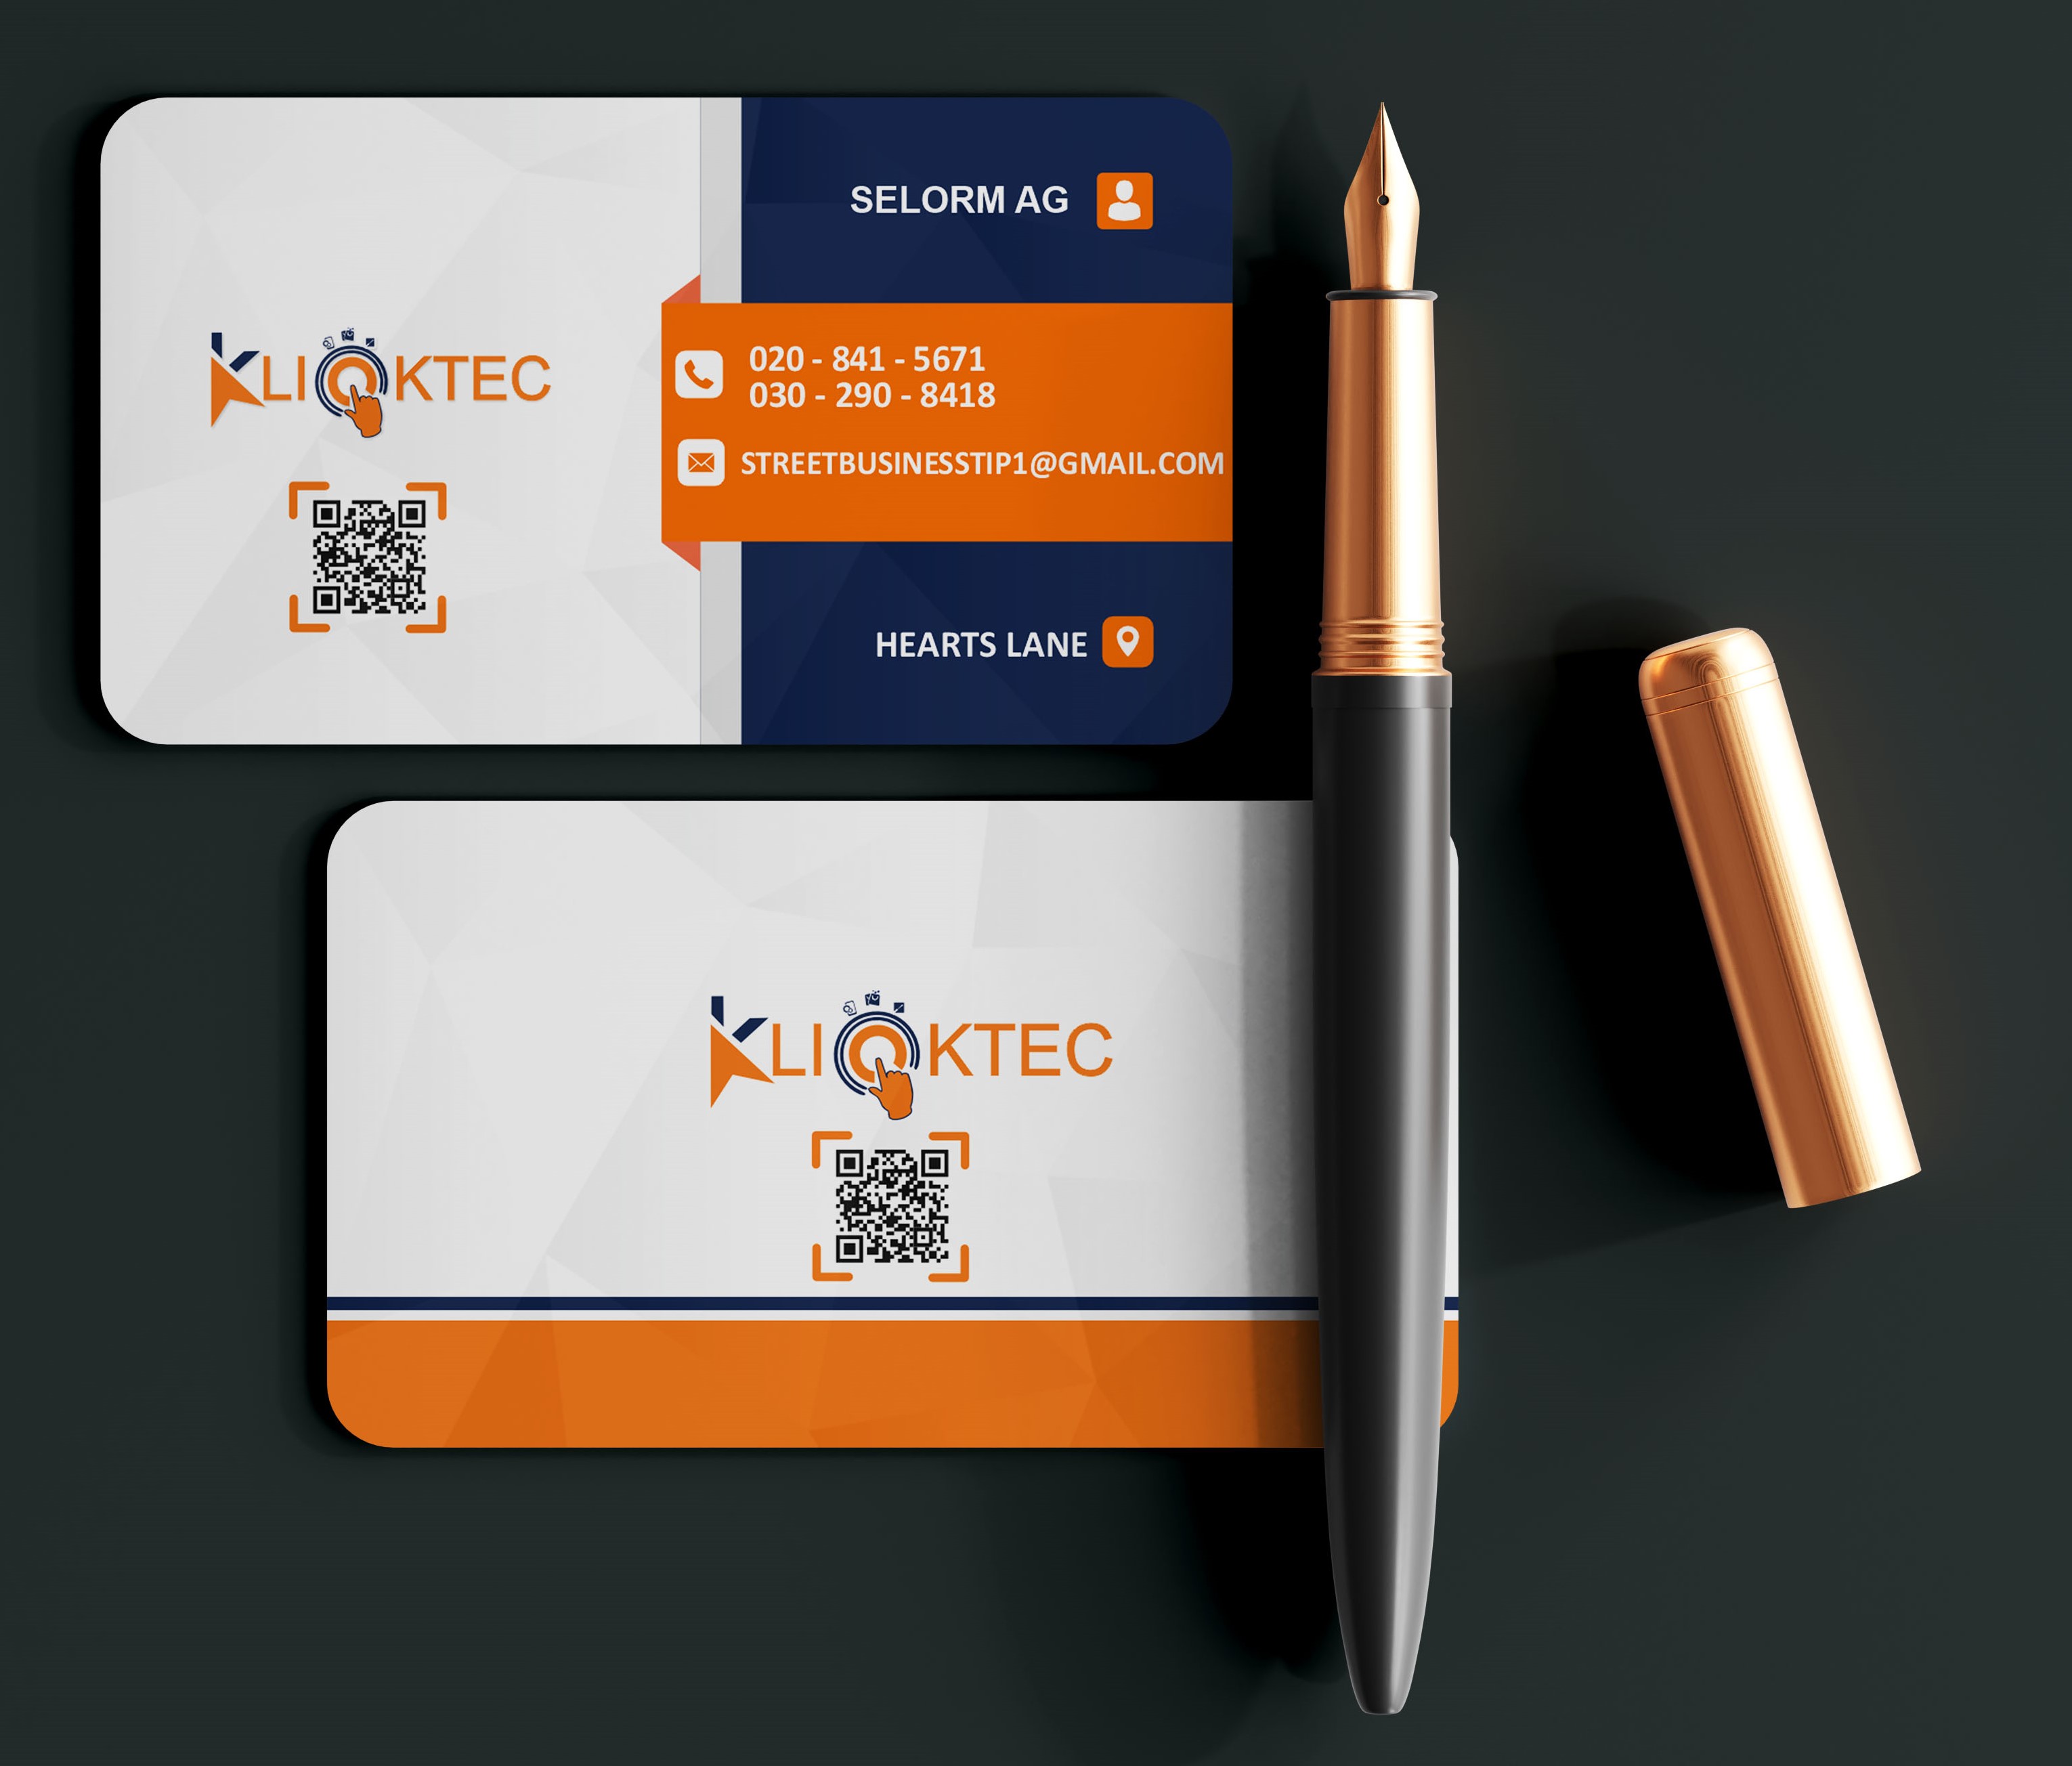 SELORM AG
KLIQKTEC
020 - 841 - 5671
030 - 290 - 8418
STREETBUSINESSTIP1@GMAIL.COM
HEARTS LANE
KLIQKTEC